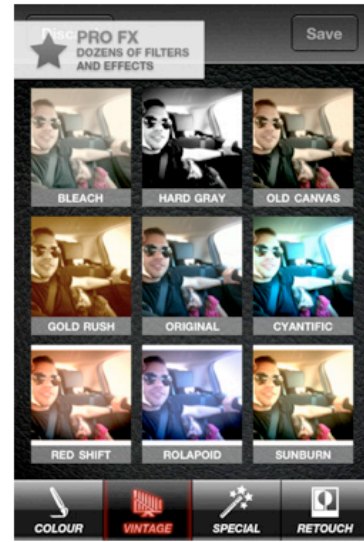 PRO FX
DOZENS OF FILTERS
AND EFFECTS
Save
BLEACH
HARD GRAY
OLD CANVAS
GOLD RUSH
ORIGINAL
CYANTIFIC
RED SHIFT
ROLAPOID
SUNBURN
COLOUR
VINTAGE
SPECIAL
RETOUCH